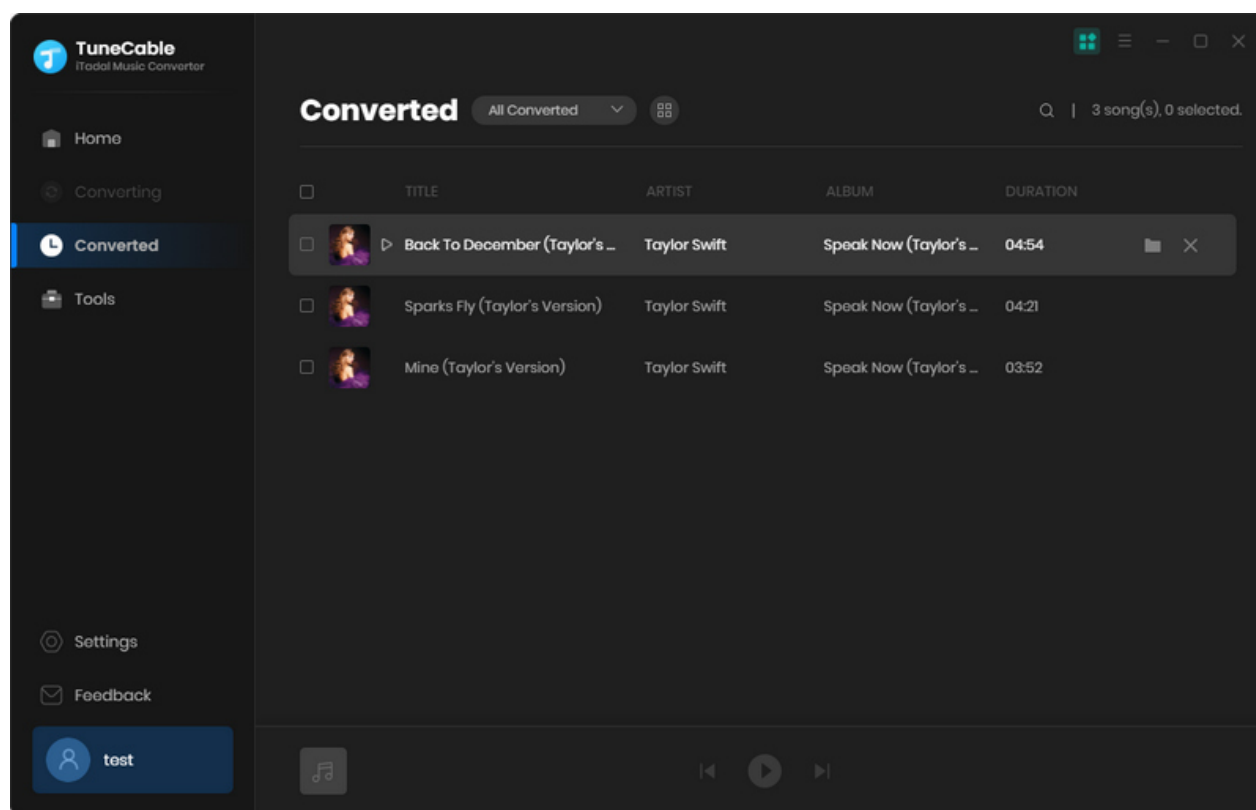 TuneCable
iTodal Music Converter
Home
Converting
Converted
Tools
Settings
Feedback
test
Converted
All Converted
| 3 song(s), 0 selected.
TITLE ARTIST ALBUM DURATION
Back To December (Taylor's ... Taylor Swift Speak Now (Taylor's ... 04:54
Sparks Fly (Taylor's Version) Taylor Swift Speak Now (Taylor's ... 04:21
Mine (Taylor's Version) Taylor Swift Speak Now (Taylor's ... 03:52